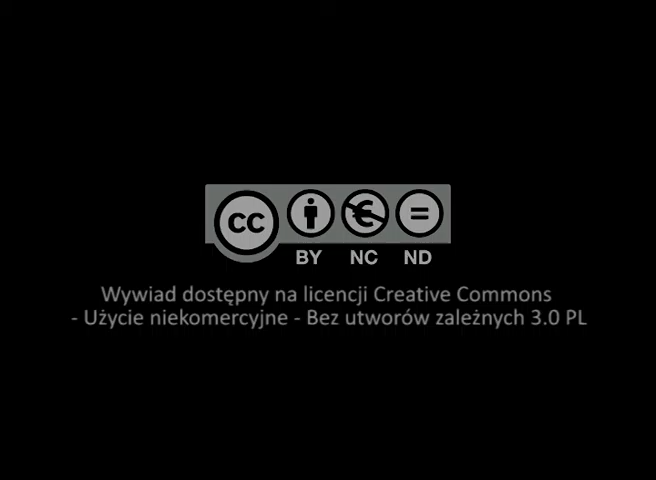 CC
BY NC ND
Wywiad dostępny na licencji Creative Commons
- Użycie niekomercyjne - Bez utworów zależnych 3.0 PL